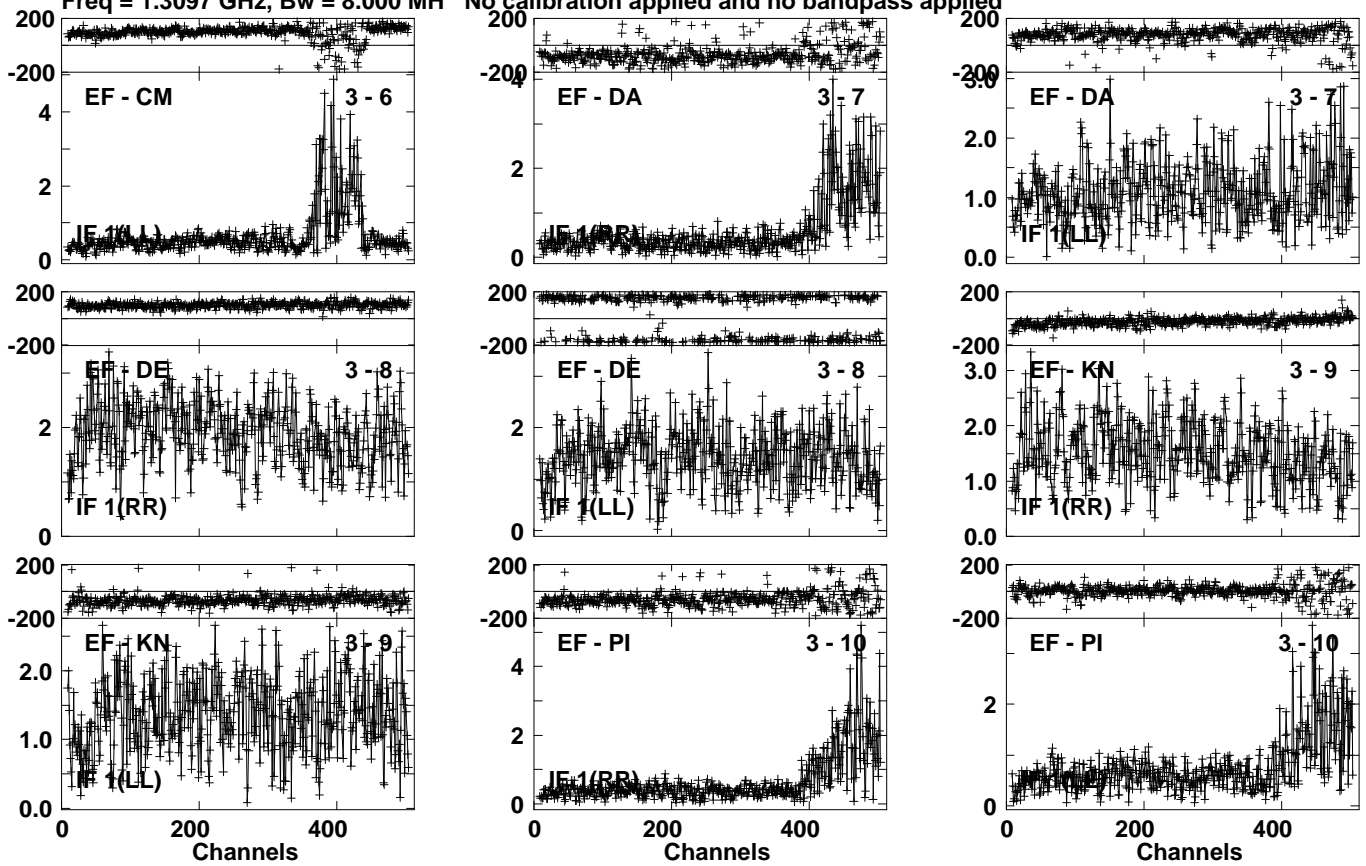 Freq = 1.3097 GHz, Bw = 8.000 MH No calibration applied and no bandpass applied
200
-200
EF - CM 3 - 6
4
2
0
IF 1(LL)
-200
4
EF - DA 3 - 7
2
0
IF 1(RR)
200
-200
3.0
EF - DA 3 - 7
2.0
1.0
0.0
IF 1(LL)
200
-200
EF - DE 3 - 8
2
0
IF 1(RR)
200
-200
EF - DE 3 - 8
2
0
IF 1(LL)
200
-200
3.0
EF - KN 3 - 9
2.0
1.0
0.0
IF 1(RR)
200
-200
EF - KN 3 - 9
2.0
1.0
0.0
IF 1(LL)
0 200 400
Channels
200
-200
EF - PI 3 - 10
4
2
0
IF 1(RR)
0 200 400
Channels
200
-200
EF - PI 3 - 10
2
0
0 200 400
Channels